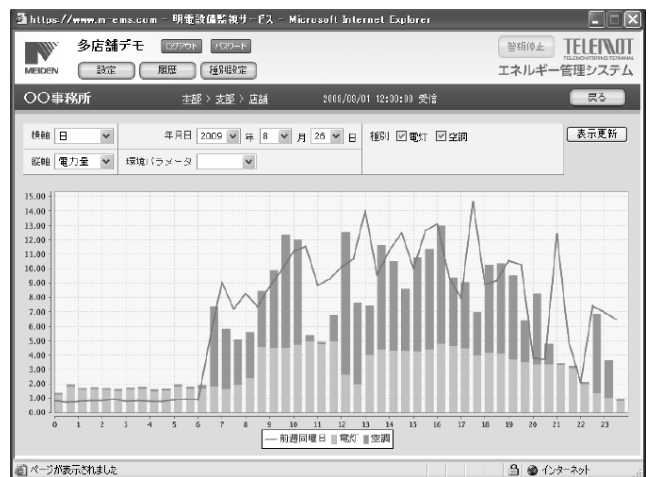 https://www.m-ems.com - 明電設備監視サービス - Microsoft Internet Explorer
MEIDEN
多店舗デモ ログアウト パスワード
設定 履歴 種別設定
警報停止 TELEMOT
TELEMONITORING TERMINAL
エネルギー管理システム
〇〇事務所 本部 > 支部 > 店舗 2009/09/01 12:30:00 受信 戻る
横軸 日 年月日 2009 年 8 月 26 日 種別 電灯 空調 表示更新
縦軸 電力量 環境パラメータ
15.00
14.00
13.00
12.00
11.00
10.00
9.00
8.00
7.00
6.00
5.00
4.00
3.00
2.00
1.00
0.00
0 1 2 3 4 5 6 7 8 9 10 11 12 13 14 15 16 17 18 19 20 21 22 23
前週同曜日 電灯 空調
ページが表示されました インターネット